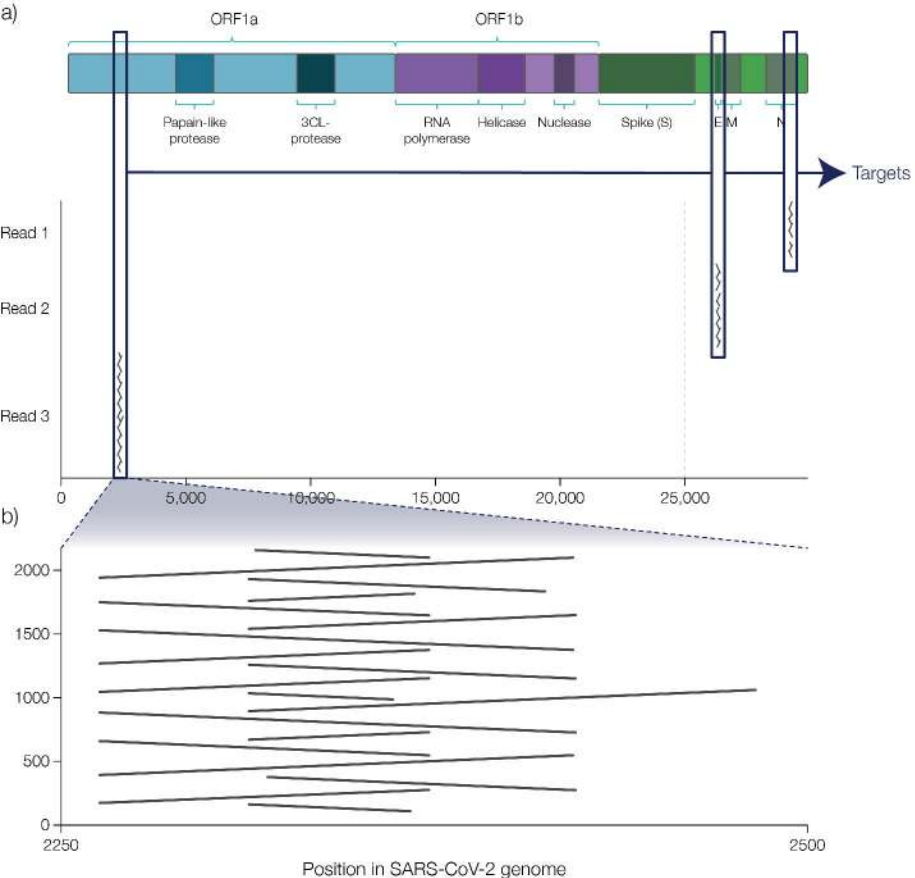 a)
ORF1a
ORF1b
Papain-like
protease
3CL-
protease
RNA
polymerase
Helicase
Nuclease
Spike (S)
E
M
N
Targets
Read 1
Read 2
Read 3
0
5,000
10,000
15,000
20,000
25,000
b)
2000
1500
1000
500
0
2250
2500
Position in SARS-CoV-2 genome